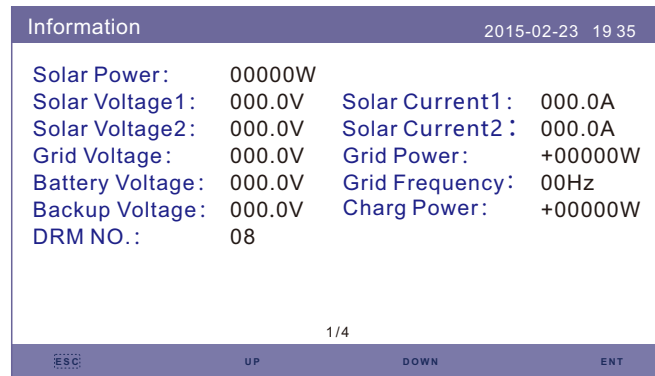 Information 2015-02-23 19 35
Solar Power: 00000W
Solar Voltage1: 000.0V Solar Current1: 000.0A
Solar Voltage2: 000.0V Solar Current2: 000.0A
Grid Voltage: 000.0V Grid Power: +00000W
Battery Voltage: 000.0V Grid Frequency: 00Hz
Backup Voltage: 000.0V Charg Power: +00000W
DRM NO.: 08
1/4
ESC UP DOWN ENT